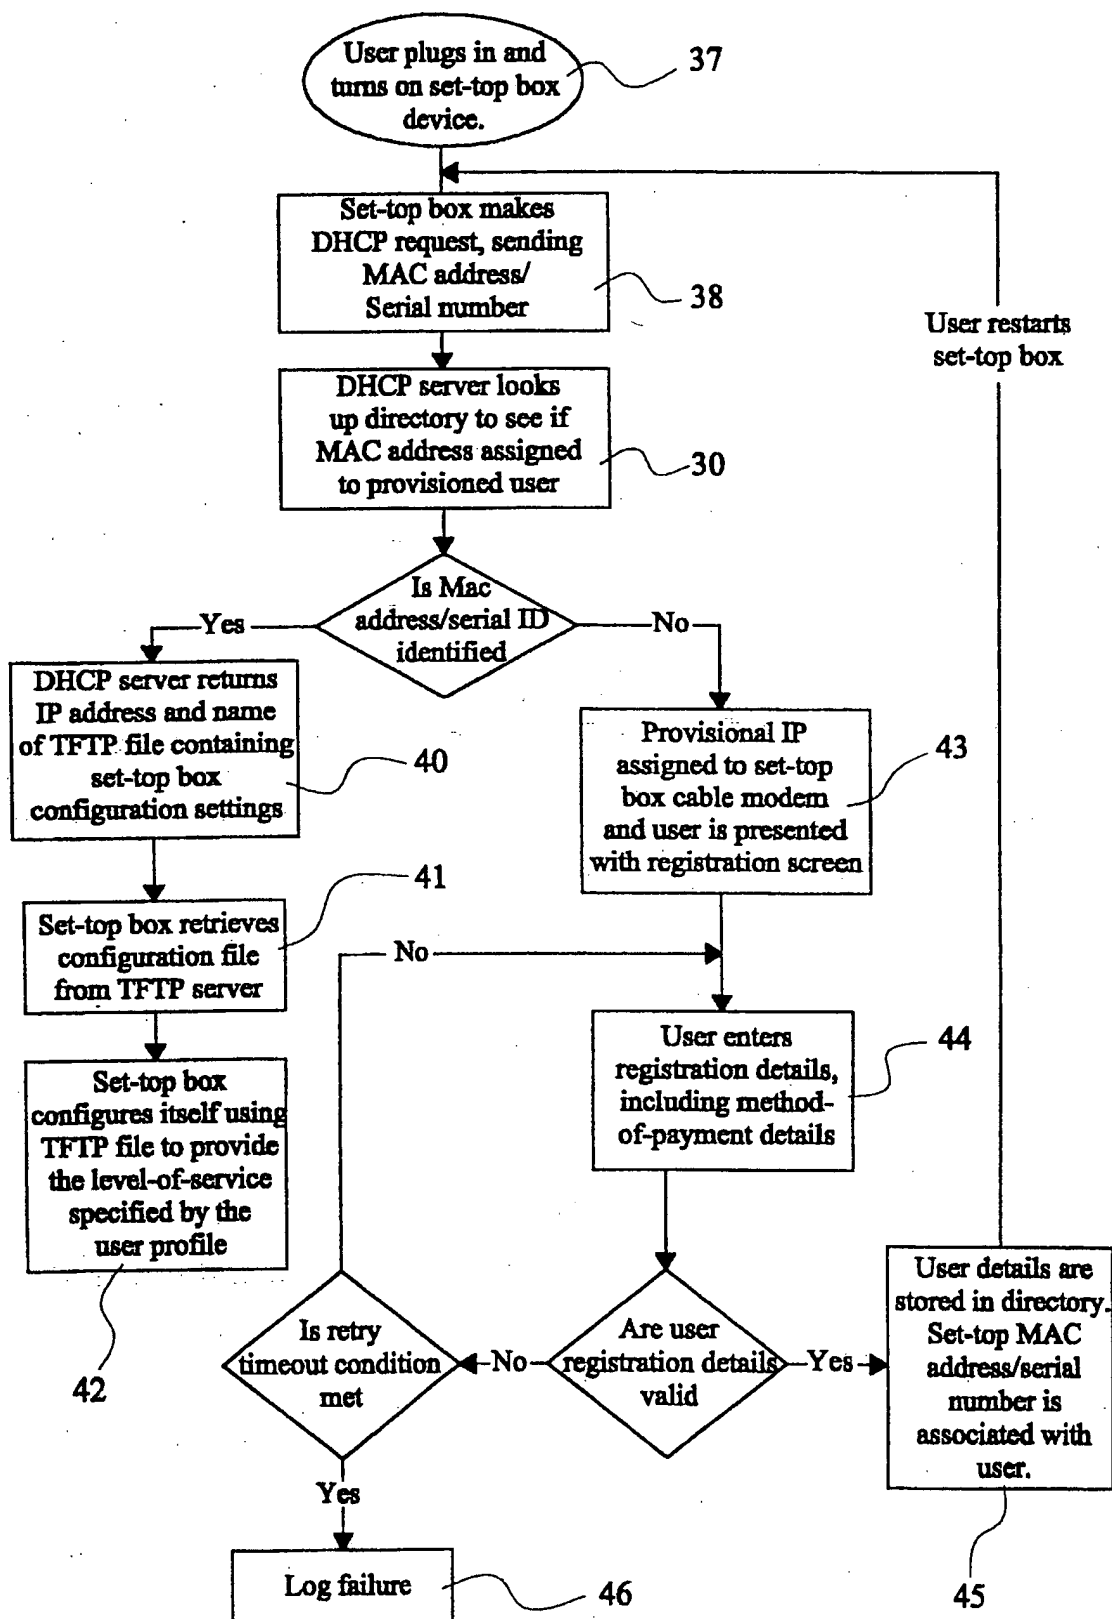 User plugs in and
turns on set-top box
device.
37
Set-top box makes
DHCP request, sending
MAC address/
Serial number
38
User restarts
set-top box
DHCP server looks
up directory to see if
MAC address assigned
to provisioned user
30
Is Mac
address/serial ID
identified
Yes
No
DHCP server returns
IP address and name
of TFTP file containing
set-top box
configuration settings
40
Provisional IP
assigned to set-top
box cable modem
and user is presented
with registration screen
43
Set-top box retrieves
configuration file
from TFTP server
41
No
User enters
registration details,
including method-
of-payment details
44
Set-top box
configures itself using
TFTP file to provide
the level-of-service
specified by the
user profile
42
Is retry
timeout condition
met
No
Are user
registration details
valid
Yes
User details are
stored in directory.
Set-top MAC
address/serial
number is
associated with
user.
45
Yes
Log failure
46